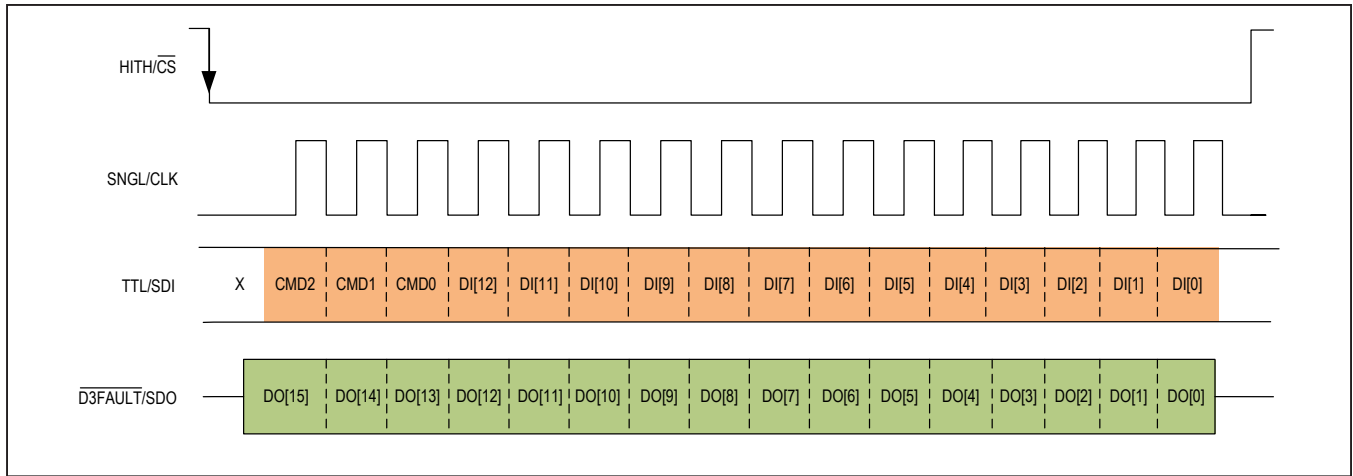 HITH/C̅S̅
SNGL/CLK
TTL/SDI X CMD2 CMD1 CMD0 DI[12] DI[11] DI[10] DI[9] DI[8] DI[7] DI[6] DI[5] DI[4] DI[3] DI[2] DI[1] DI[0]
D̅3̅F̅A̅U̅L̅T̅/SDO DO[15] DO[14] DO[13] DO[12] DO[11] DO[10] DO[9] DO[8] DO[7] DO[6] DO[5] DO[4] DO[3] DO[2] DO[1] DO[0]